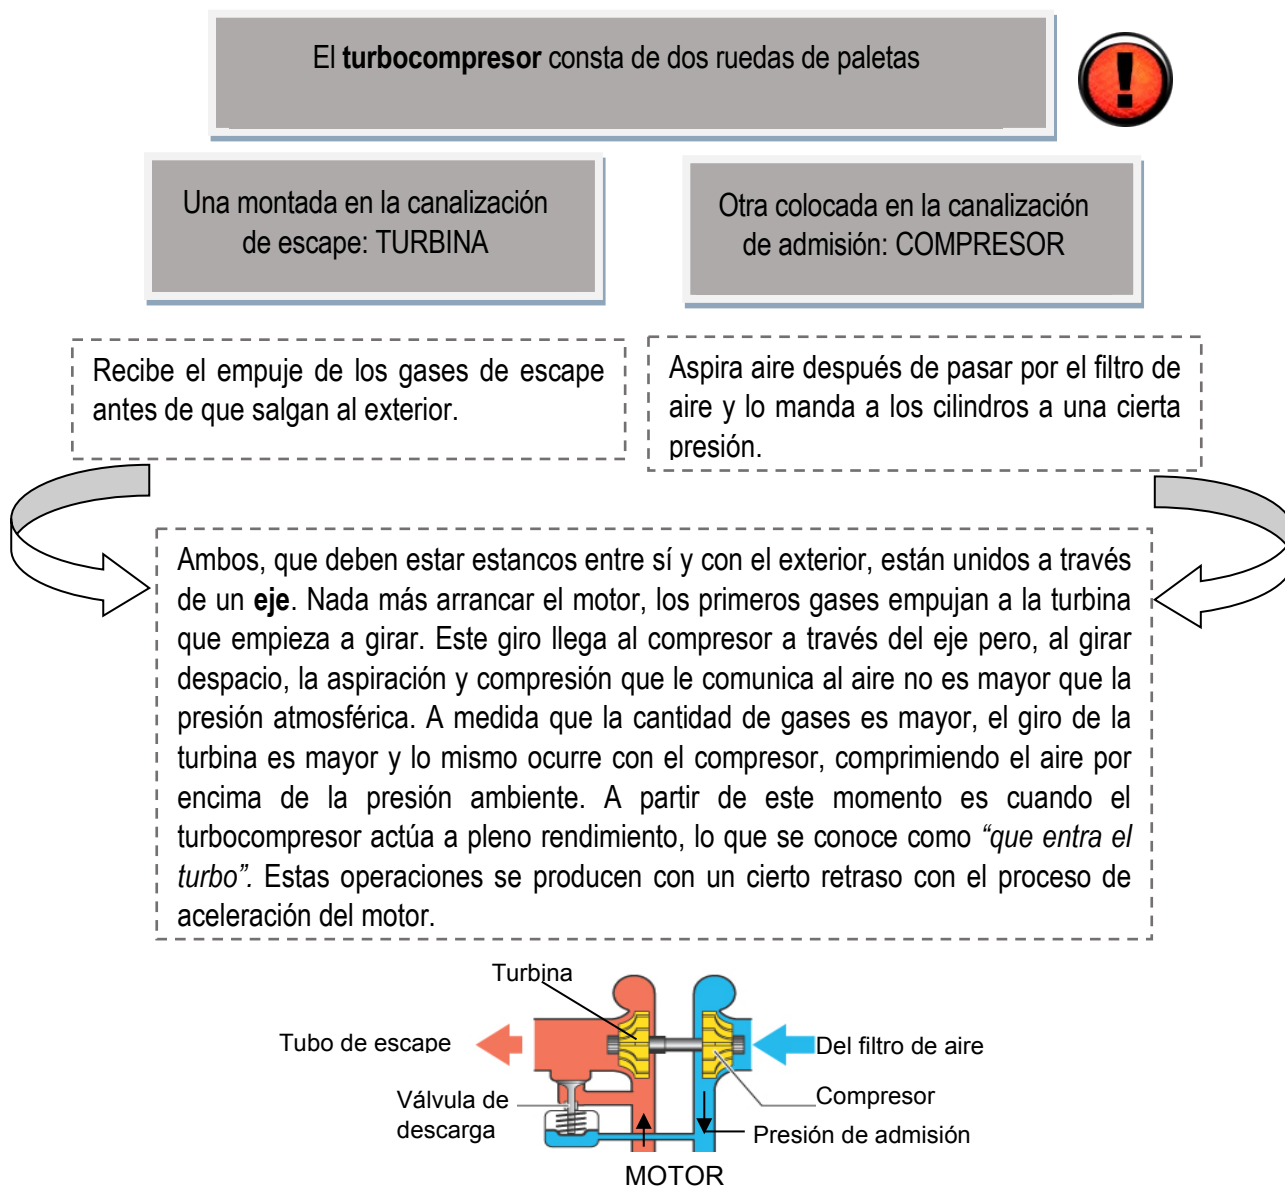 El turbocompresor consta de dos ruedas de paletas
Una montada en la canalización
de escape: TURBINA
Otra colocada en la canalización
de admisión: COMPRESOR
Recibe el empuje de los gases de escape
antes de que salgan al exterior.
Aspira aire después de pasar por el filtro de
aire y lo manda a los cilindros a una cierta
presión.
Ambos, que deben estar estancos entre sí y con el exterior, están unidos a través
de un eje. Nada más arrancar el motor, los primeros gases empujan a la turbina
que empieza a girar. Este giro llega al compresor a través del eje pero, al girar
despacio, la aspiración y compresión que le comunica al aire no es mayor que la
presión atmosférica. A medida que la cantidad de gases es mayor, el giro de la
turbina es mayor y lo mismo ocurre con el compresor, comprimiendo el aire por
encima de la presión ambiente. A partir de este momento es cuando el
turbocompresor actúa a pleno rendimiento, lo que se conoce como “que entra el
turbo”. Estas operaciones se producen con un cierto retraso con el proceso de
aceleración del motor.
Turbina
Tubo de escape
Del filtro de aire
Válvula de
descarga
Compresor
Presión de admisión
MOTOR